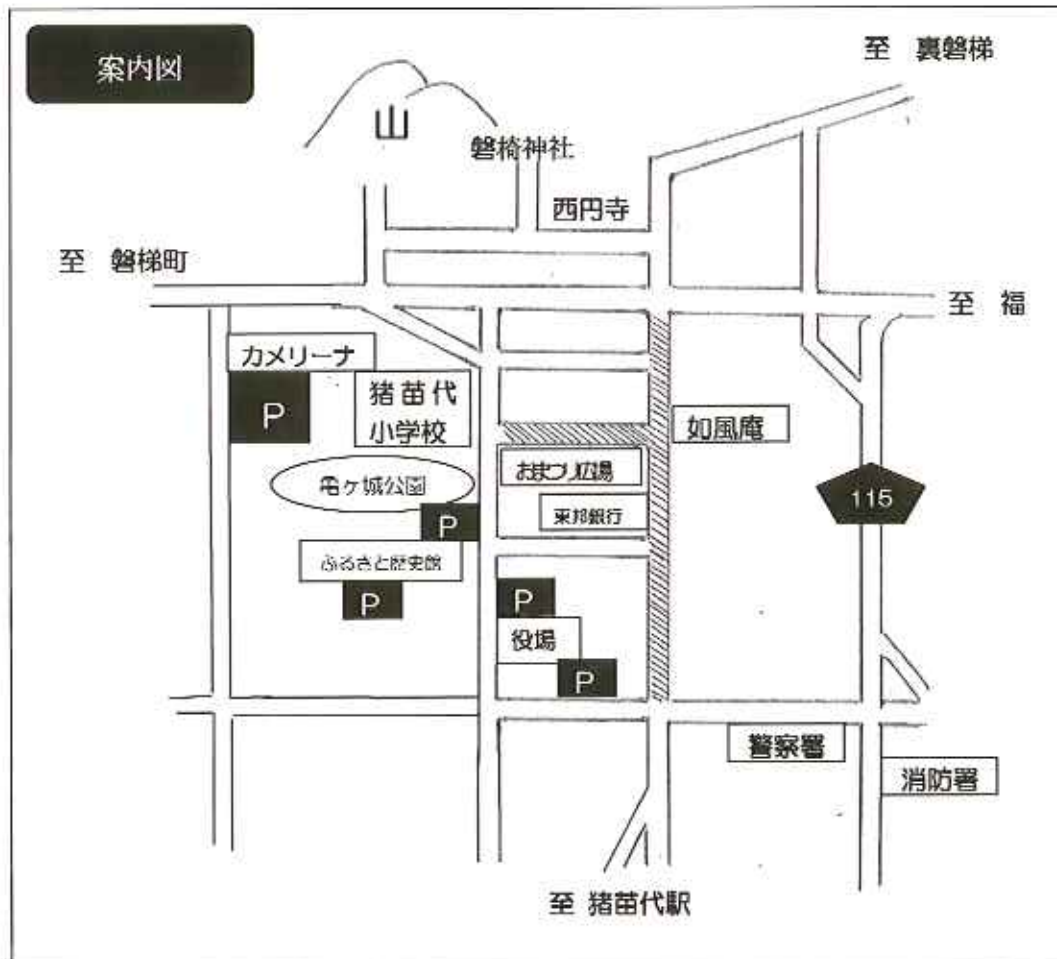 案内図
至 裏磐梯
山
磐椅神社
西円寺
至 磐梯町
至 福
カメリーナ
P
猪苗代
小学校
如風庵
おまつり広場
亀ヶ城公園
115
東邦銀行
P
ふるさと歴史館
P
P
役場
P
警察署
消防署
至 猪苗代駅